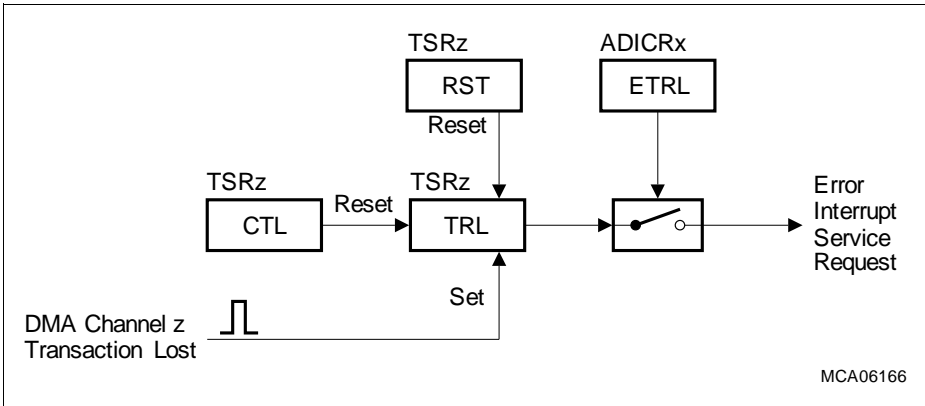 TSRz
ADICRx
RST
ETRL
Reset
TSRz
Reset
TSRz
CTL
TRL
Error
Interrupt
Service
Request
Set
DMA Channel z
Transaction Lost
MCA06166